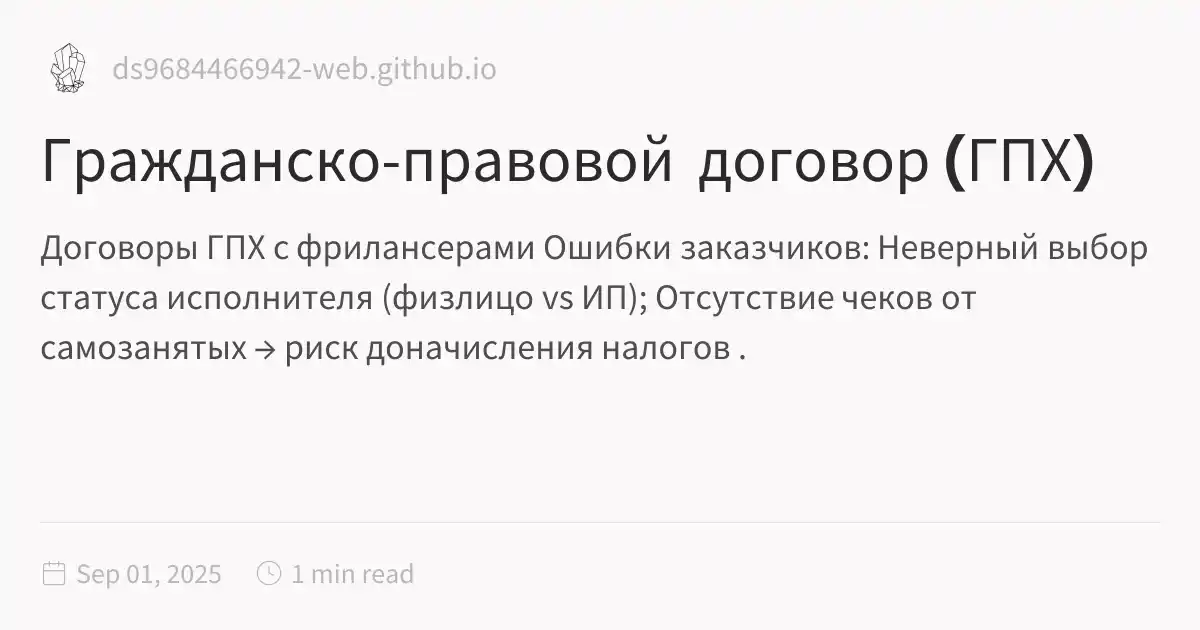 ds9684466942-web.github.io
Гражданско-правовой договор (ГПХ)
Договоры ГПХ с фрилансерами Ошибки заказчиков: Неверный выбор
статуса исполнителя (физлицо vs ИП); Отсутствие чеков от
самозанятых → риск доначисления налогов .
Sep 01, 2025 1 min read